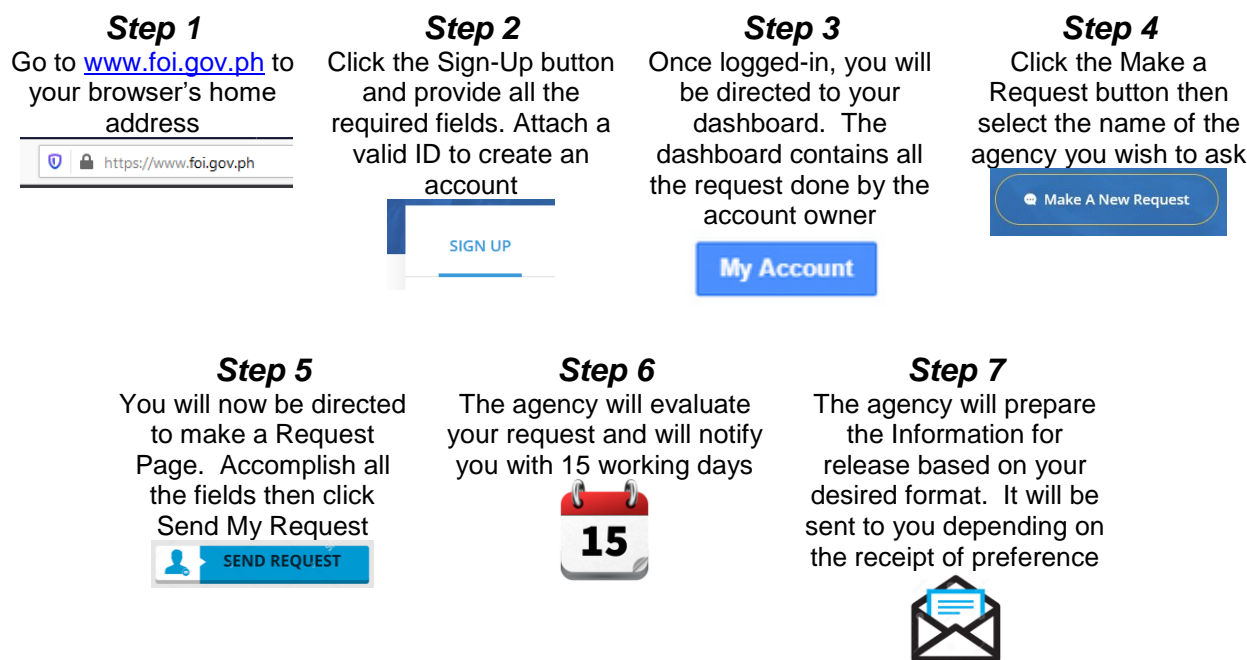 Step 1
Go to www.foi.gov.ph to
your browser’s home
address
https://www.foi.gov.ph
Step 2
Click the Sign-Up button
and provide all the
required fields. Attach a
valid ID to create an
account
SIGN UP
Step 3
Once logged-in, you will
be directed to your
dashboard. The
dashboard contains all
the request done by the
account owner
My Account
Step 4
Click the Make a
Request button then
select the name of the
agency you wish to ask
Make A New Request
Step 5
You will now be directed
to make a Request
Page. Accomplish all
the fields then click
Send My Request
SEND REQUEST
Step 6
The agency will evaluate
your request and will notify
you with 15 working days
15
Step 7
The agency will prepare
the Information for
release based on your
desired format. It will be
sent to you depending on
the receipt of preference